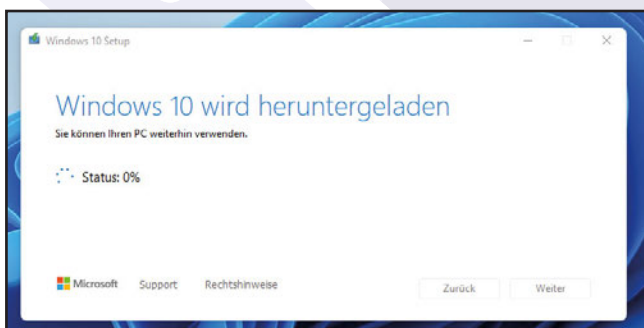 Windows 10 Setup
Windows 10 wird heruntergeladen
Sie können Ihren PC weiterhin verwenden.
Status: 0%
Microsoft Support Rechtshinweise Zurück Weiter